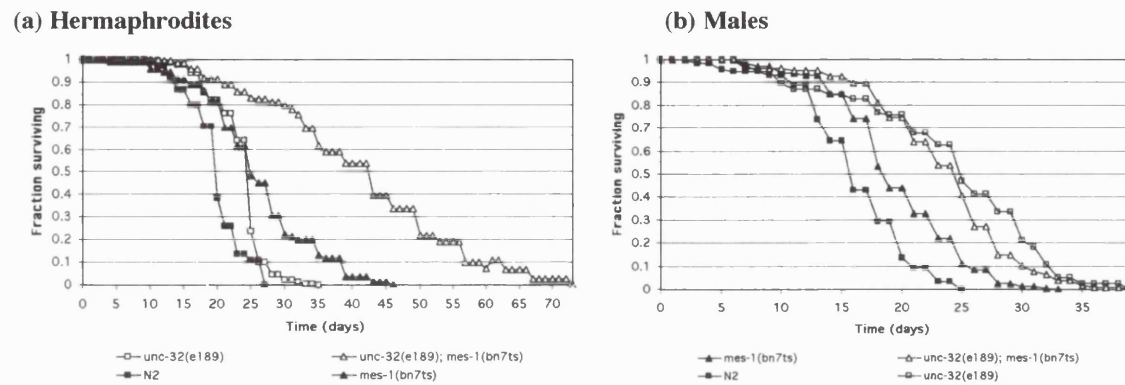 (a) Hermaphrodites
Fraction surviving
1
0.9
0.8
0.7
0.6
0.5
0.4
0.3
0.2
0.1
0
0 5 10 15 20 25 30 35 40 45 50 55 60 65 70
Time (days)
unc-32(e189)
unc-32(e189); mes-1(bn7ts)
N2
mes-1(bn7ts)
(b) Males
Fraction surviving
1
0.9
0.8
0.7
0.6
0.5
0.4
0.3
0.2
0.1
0
0 5 10 15 20 25 30 35
Time (days)
mes-1(bn7ts)
unc-32(e189); mes-1(bn7ts)
N2
unc-32(e189)